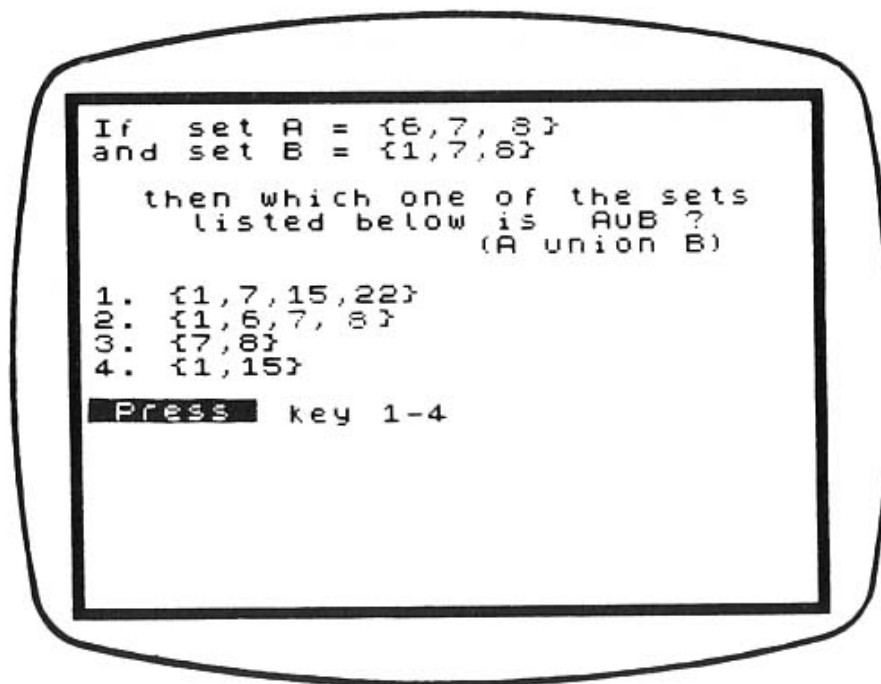 If set A = {6,7, 8}
and set B = {1,7,8}
then which one of the sets
listed below is AUB ?
(A union B)
1. {1,7,15,22}
2. {1,6,7, 8}
3. {7,8}
4. {1,15}
Press key 1-4